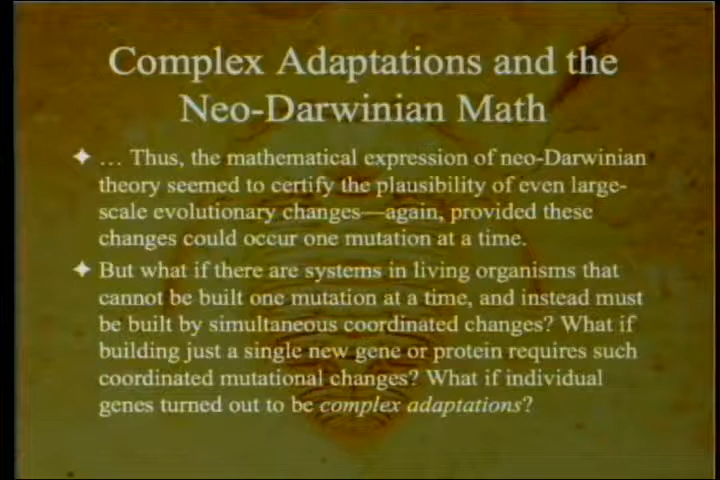 Complex Adaptations and the
Neo-Darwinian Math
… Thus, the mathematical expression of neo-Darwinian
theory seemed to certify the plausibility of even large-
scale evolutionary changes—again, provided these
changes could occur one mutation at a time.
But what if there are systems in living organisms that
cannot be built one mutation at a time, and instead must
be built by simultaneous coordinated changes? What if
building just a single new gene or protein requires such
coordinated mutational changes? What if individual
genes turned out to be complex adaptations?